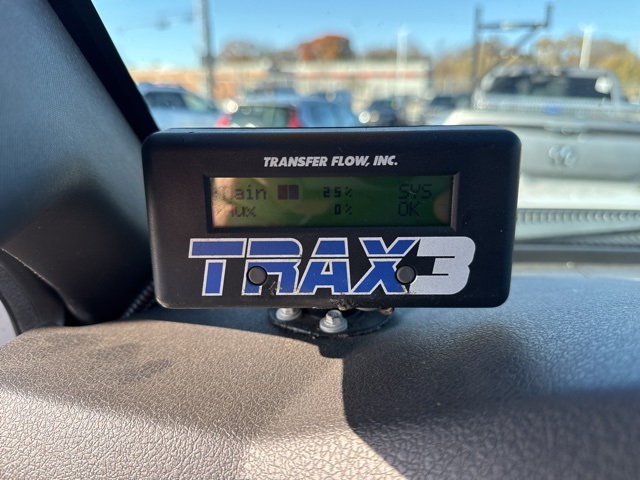 TRANSFER FLOW, INC.
Main 25% SYS
Aux 0% OK
TRAX3